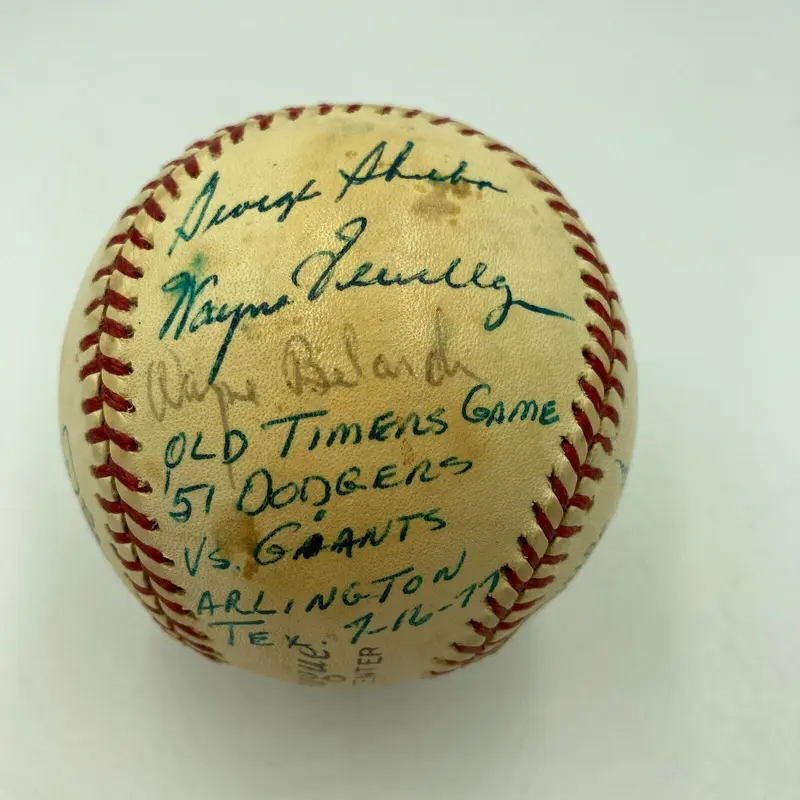 George Shuba
Wayne Terwilliger
Wayne Belardi
OLD TIMERS GAME
51 DODGERS
VS. GIANTS
ARLINGTON
TEX. 7-16-77